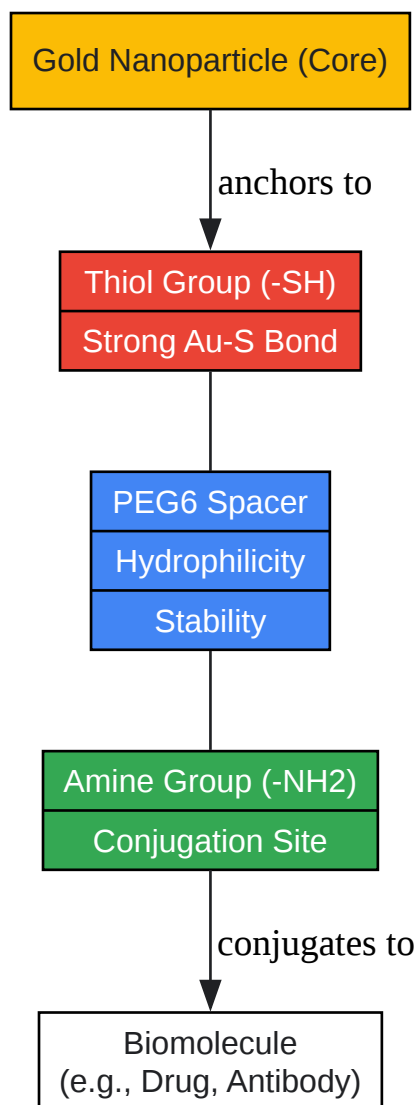 Gold Nanoparticle (Core)
anchors to
Thiol Group (-SH)
Strong Au-S Bond
PEG6 Spacer
Hydrophilicity
Stability
Amine Group (-NH2)
Conjugation Site
conjugates to
Biomolecule
(e.g., Drug, Antibody)